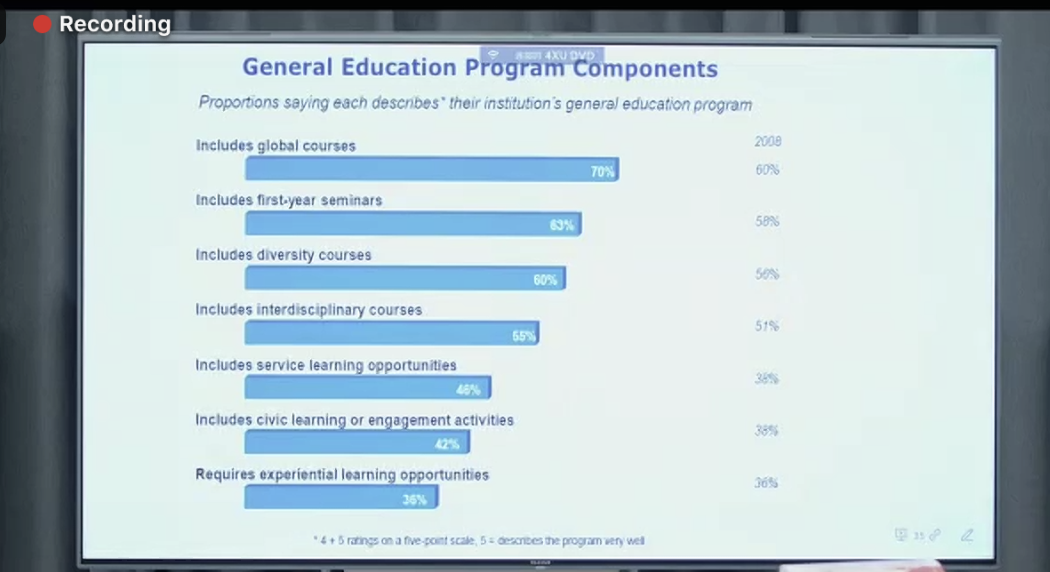 Recording
4XU DVD
General Education Program Components
Proportions saying each describes* their institution's general education program
2008
Includes global courses
70% 60%
Includes first-year seminars
63% 58%
Includes diversity courses
60% 56%
Includes interdisciplinary courses
55% 51%
Includes service learning opportunities
46% 38%
Includes civic learning or engagement activities
42% 38%
Requires experiential learning opportunities
36% 36%
* 4 + 5 ratings on a five-point scale, 5 = describes the program very well
35